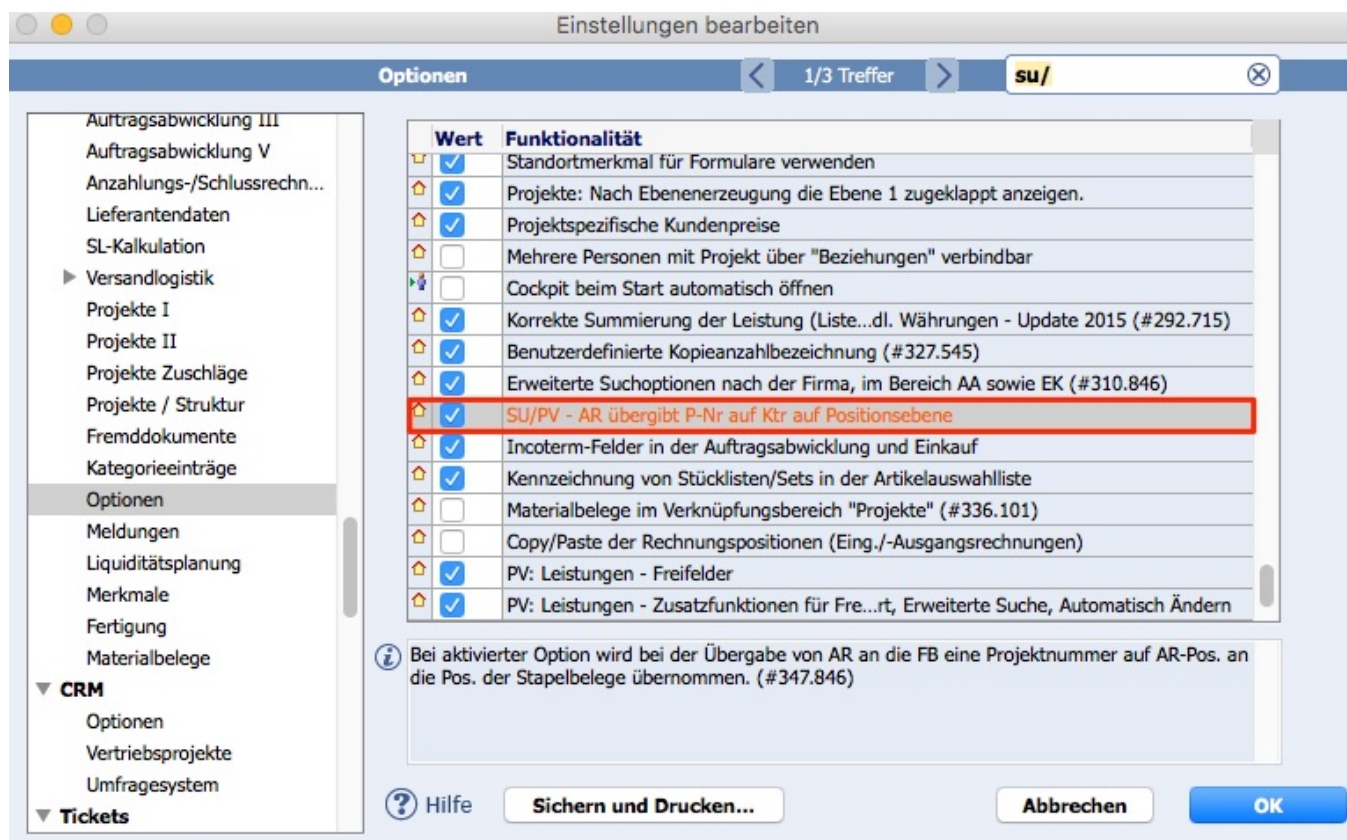 Einstellungen bearbeiten
Optionen
1/3 Treffer
su/
Auftragsabwicklung III
Auftragsabwicklung V
Anzahlungs-/Schlussrechn...
Lieferantendaten
SL-Kalkulation
Versandlogistik
Projekte I
Projekte II
Projekte Zuschläge
Projekte / Struktur
Fremddokumente
Kategorieeinträge
Optionen
Meldungen
Liquiditätsplanung
Merkmale
Fertigung
Materialbelege
CRM
Optionen
Vertriebsprojekte
Umfragesystem
Tickets
Wert Funktionalität
Standortmerkmal für Formulare verwenden
Projekte: Nach Ebenenerzeugung die Ebene 1 zugeklappt anzeigen.
Projektspezifische Kundenpreise
Mehrere Personen mit Projekt über "Beziehungen" verbindbar
Cockpit beim Start automatisch öffnen
Korrekte Summierung der Leistung (Liste...dl. Währungen - Update 2015 (#292.715)
Benutzerdefinierte Kopieanzahlbezeichnung (#327.545)
Erweiterte Suchoptionen nach der Firma, im Bereich AA sowie EK (#310.846)
SU/PV - AR übergibt P-Nr auf Ktr auf Positionsebene
Incoterm-Felder in der Auftragsabwicklung und Einkauf
Kennzeichnung von Stücklisten/Sets in der Artikelauswahlliste
Materialbelege im Verknüpfungsbereich "Projekte" (#336.101)
Copy/Paste der Rechnungspositionen (Eing./-Ausgangsrechnungen)
PV: Leistungen - Freifelder
PV: Leistungen - Zusatzfunktionen für Fre...rt, Erweiterte Suche, Automatisch Ändern
Bei aktivierter Option wird bei der Übergabe von AR an die FB eine Projektnummer auf AR-Pos. an
die Pos. der Stapelbelege übernommen. (#347.846)
Hilfe
Sichern und Drucken...
Abbrechen
OK